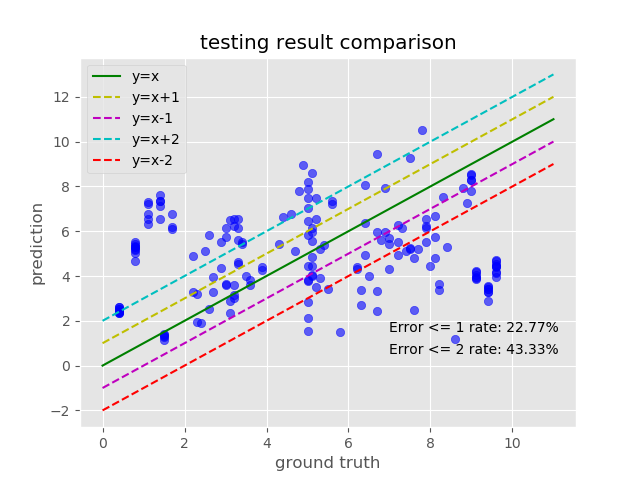 testing result comparison
y=x
y=x+1
y=x-1
y=x+2
y=x-2
12
10
8
6
4
2
0
−2
prediction
Error <= 1 rate: 22.77%
Error <= 2 rate: 43.33%
0 2 4 6 8 10
ground truth